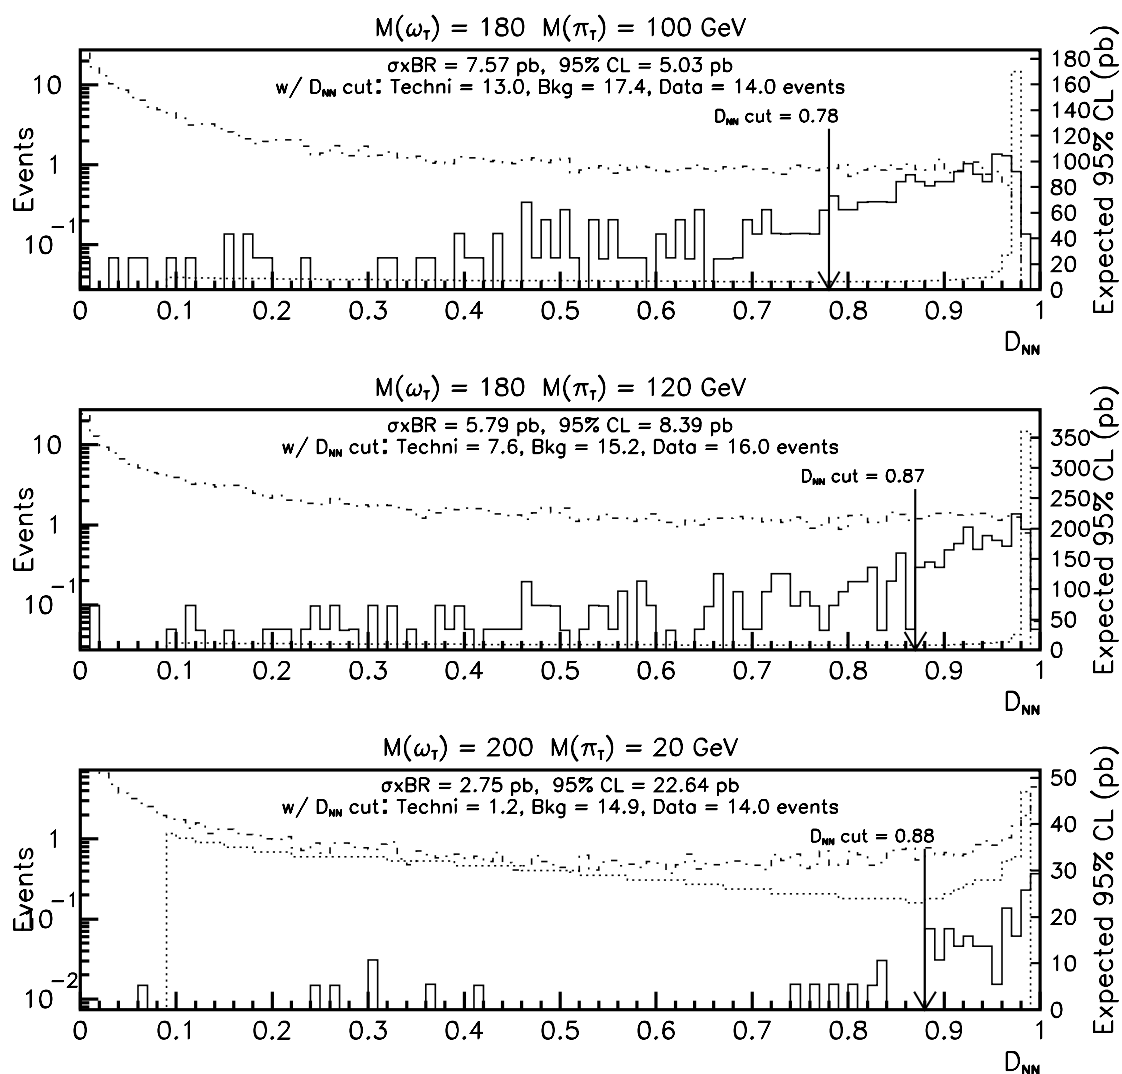 M(ω_T) = 180 M(π_T) = 100 GeV
σxBR = 7.57 pb, 95% CL = 5.03 pb
w/ D_NN cut: Techni = 13.0, Bkg = 17.4, Data = 14.0 events
D_NN cut = 0.78
Events
10
1
10^-1
0 0.1 0.2 0.3 0.4 0.5 0.6 0.7 0.8 0.9 1
D_NN
180
160
140
120
100
80
60
40
20
0
Expected 95% CL (pb)
M(ω_T) = 180 M(π_T) = 120 GeV
σxBR = 5.79 pb, 95% CL = 8.39 pb
w/ D_NN cut: Techni = 7.6, Bkg = 15.2, Data = 16.0 events
D_NN cut = 0.87
Events
10
1
10^-1
0 0.1 0.2 0.3 0.4 0.5 0.6 0.7 0.8 0.9 1
D_NN
350
300
250
200
150
100
50
0
Expected 95% CL (pb)
M(ω_T) = 200 M(π_T) = 20 GeV
σxBR = 2.75 pb, 95% CL = 22.64 pb
w/ D_NN cut: Techni = 1.2, Bkg = 14.9, Data = 14.0 events
D_NN cut = 0.88
Events
1
10^-1
10^-2
0 0.1 0.2 0.3 0.4 0.5 0.6 0.7 0.8 0.9 1
D_NN
50
40
30
20
10
0
Expected 95% CL (pb)